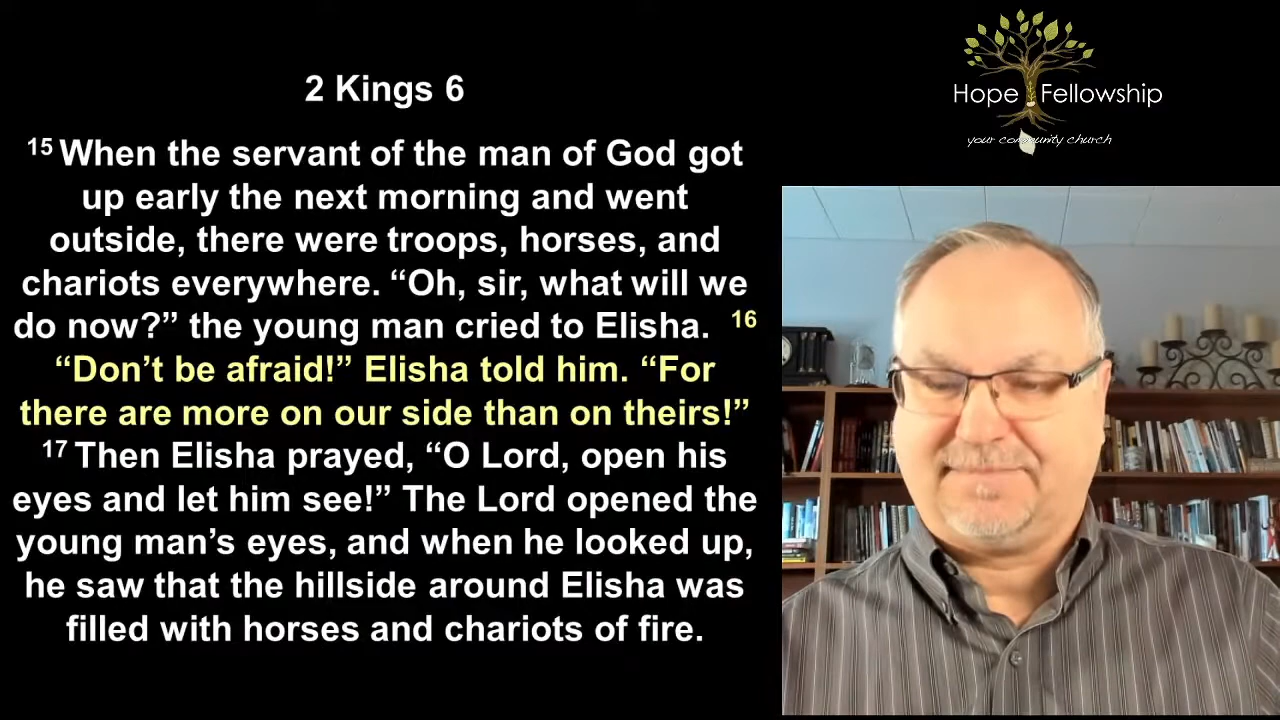 2 Kings 6
15 When the servant of the man of God got
up early the next morning and went
outside, there were troops, horses, and
chariots everywhere. “Oh, sir, what will we
do now?” the young man cried to Elisha. 16
“Don’t be afraid!” Elisha told him. “For
there are more on our side than on theirs!”
17 Then Elisha prayed, “O Lord, open his
eyes and let him see!” The Lord opened the
young man’s eyes, and when he looked up,
he saw that the hillside around Elisha was
filled with horses and chariots of fire.
Hope Fellowship
your community church